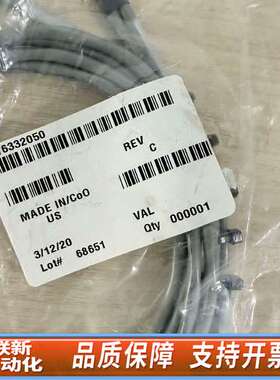 6332050
REV
C
MADE IN/CoO
US
VAL
3/12/20
Qty 000001
Lot# 68651
联新
动化
品质保障 支持开票